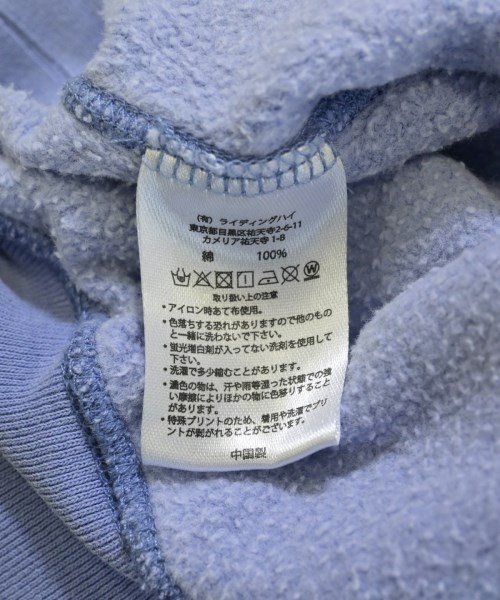 (有) ライディングハイ
東京都目黒区祐天寺2-6-11
カメリア祐天寺 1-B
綿 100%
取り扱い上の注意
・アイロン時あて布使用。
・色落ちする恐れがありますので他のもの
と一緒に洗わないで下さい。
・蛍光増白剤が入ってない洗剤を使用して
下さい。
・洗濯で多少縮むことがあります。
・濃色の物は、汗や雨等湿った状態での強
い摩擦によりほかの物に色移りすること
があります。
・特殊プリントのため、着用や洗濯でプリ
ントが剥がれることがございます。
中国製